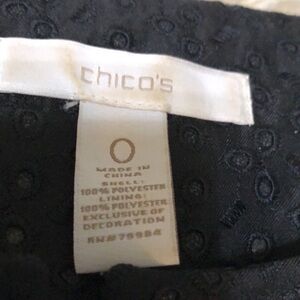 chico's
0
MADE IN
CHINA
SHELL:
100% POLYESTER
LINING:
100% POLYESTER
EXCLUSIVE OF
DECORATION
RN# 79984